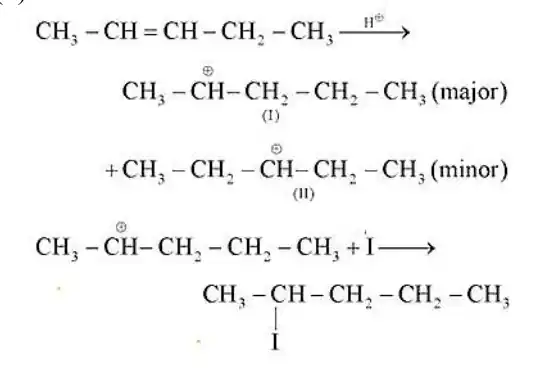 CH₃ – CH = CH – CH₂ – CH₃ —H⊕→
CH₃ – C⊕H – CH₂ – CH₂ – CH₃ (major)
(I)
+ CH₃ – CH₂ – C⊕H – CH₂ – CH₃ (minor)
(II)
CH₃ – C⊕H – CH₂ – CH₂ – CH₃ + I ⟶
CH₃ – CH – CH₂ – CH₂ – CH₃
|
I